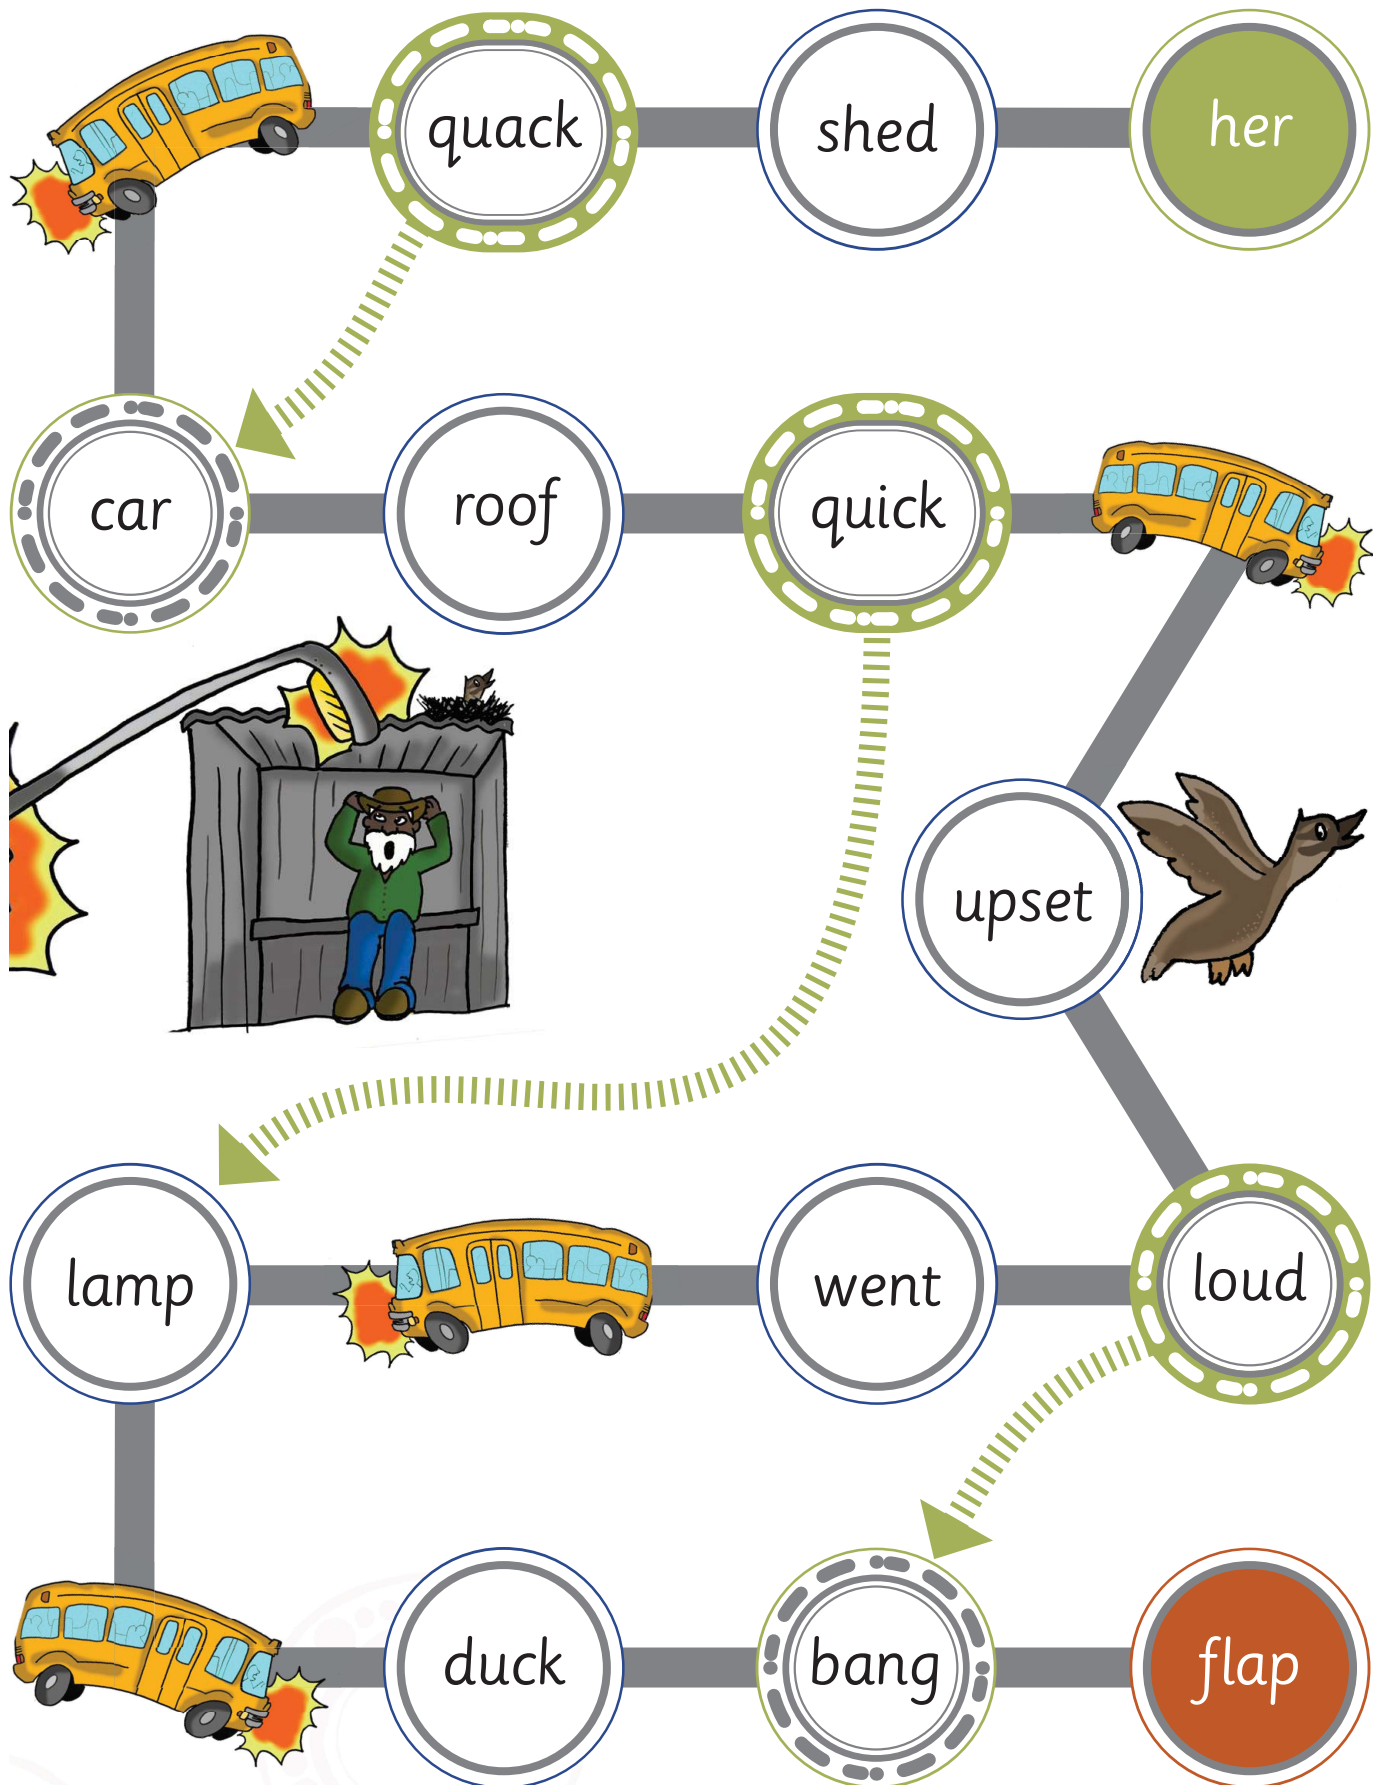 quack shed her
car roof quick
upset
lamp went loud
duck bang flap